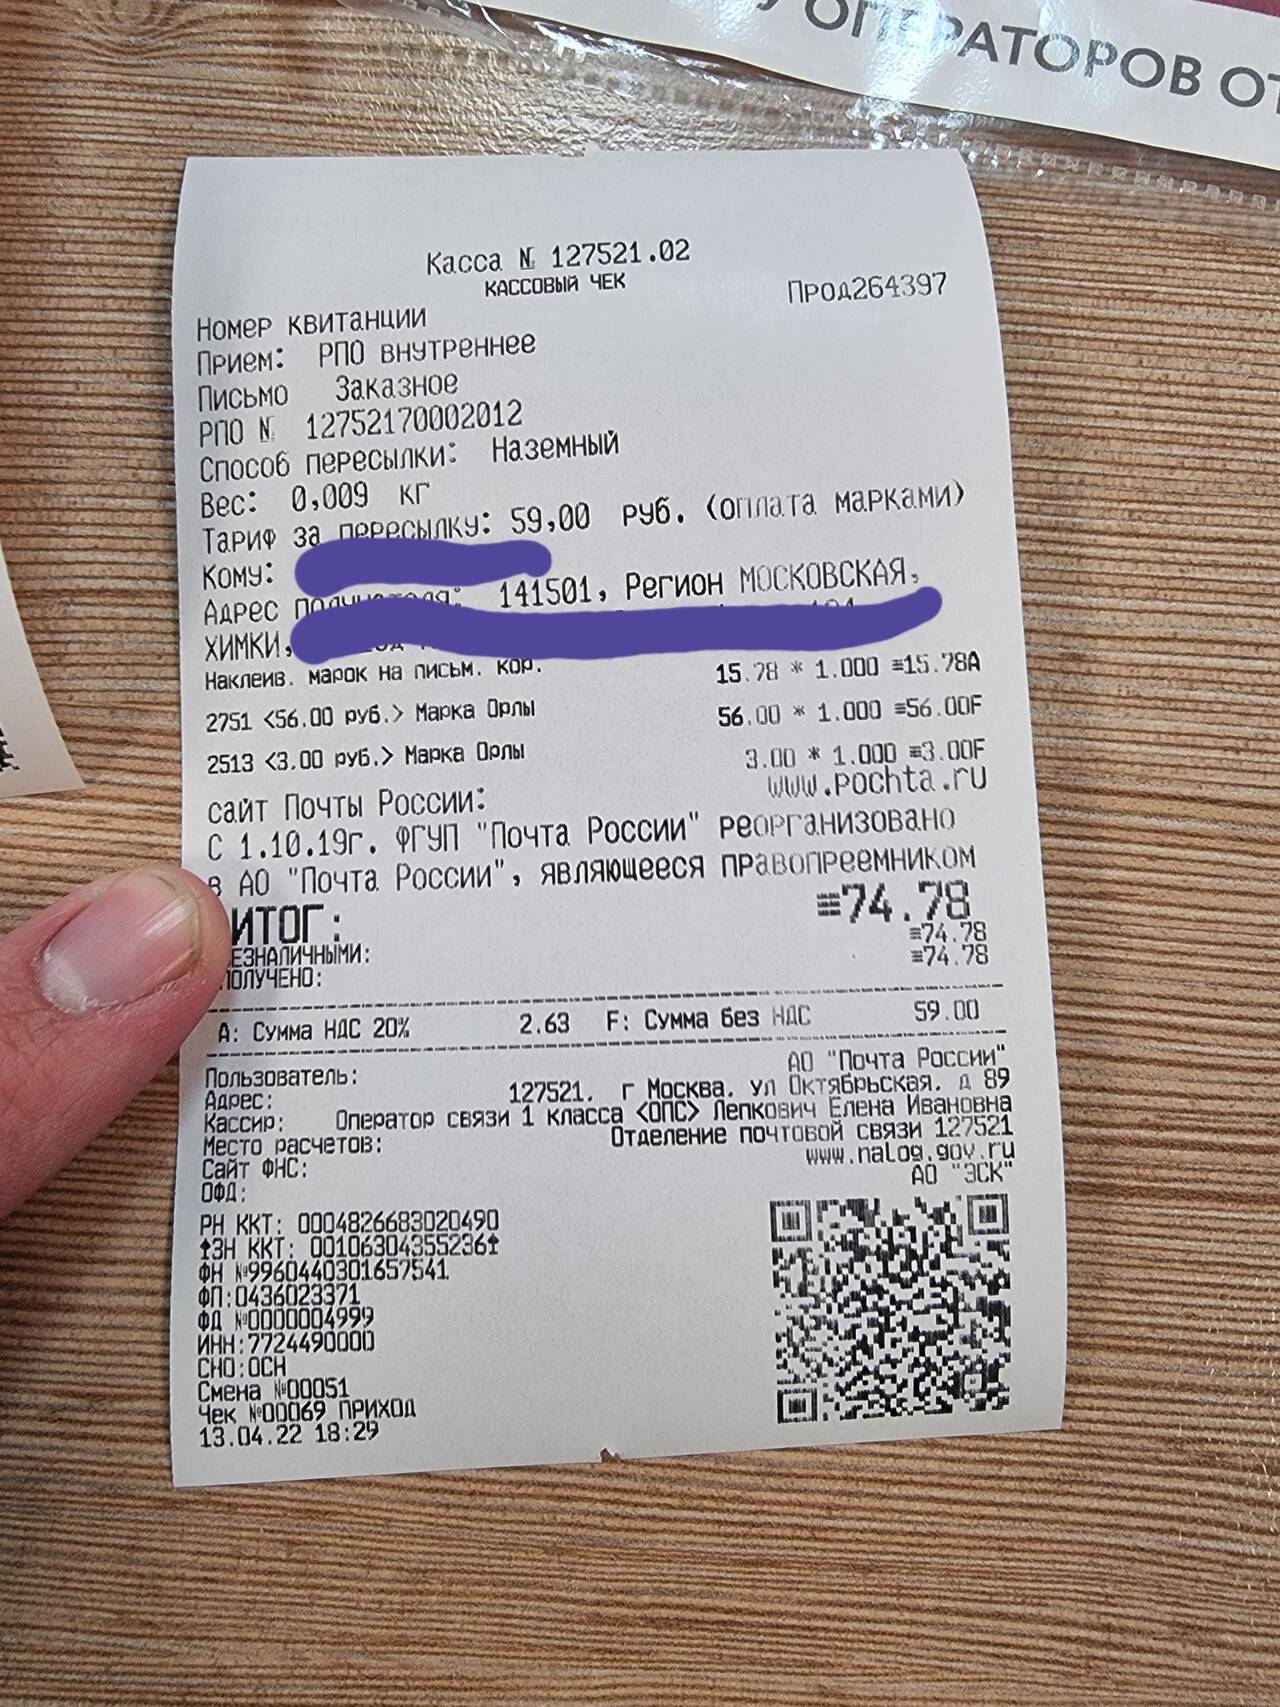 ОПЕРАТОРОВ
Касса № 127521.02
КАССОВЫЙ ЧЕК
Прод264397
Номер квитанции
Прием: РПО внутреннее
Письмо Заказное
РПО № 12752170002012
Способ пересылки: Наземный
Вес: 0,009 кг
Тариф за пересылку: 59,00 руб. (оплата марками)
Кому:
Адрес получателя: 141501, Регион МОСКОВСКАЯ,
ХИМКИ,
Наклеив. марок на письм. кор. 15.78 * 1.000 ≡15.78А
2751 <56.00 руб.> Марка Орлы 56.00 * 1.000 ≡56.00F
2513 <3.00 руб.> Марка Орлы 3.00 * 1.000 ≡3.00F
сайт Почты России: www.pochta.ru
С 1.10.19г. ФГУП "Почта России" реорганизовано
в АО "Почта России", являющееся правопреемником
ИТОГ: ≡74.78
ЕЗНАЛИЧНЫМИ: ≡74.78
ПОЛУЧЕНО: ≡74.78
А: Сумма НДС 20% 2.63 F: Сумма без НДС 59.00
Пользователь: АО "Почта России"
Адрес: 127521, г Москва, ул Октябрьская, д 89
Кассир: Оператор связи 1 класса <ОПС> Лепкович Елена Ивановна
Место расчетов: Отделение почтовой связи 127521
Сайт ФНС: www.nalog.gov.ru
ОФД: АО "ЭСК"
РН ККТ: 0004826683020490
↑ЗН ККТ: 00106304355236↑
ФН №9960440301657541
ФП:0436023371
ФД №0000004999
ИНН:7724490000
СНО:ОСН
Смена №00051
Чек №00069 ПРИХОД
13.04.22 18:29